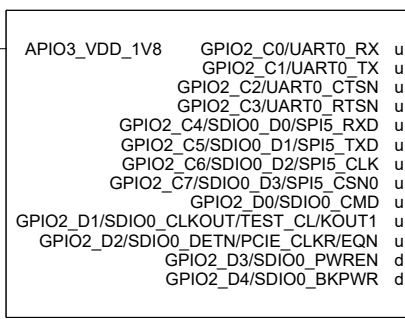 APIO3_VDD_1V8 GPIO2_C0/UART0_RX u
GPIO2_C1/UART0_TX u
GPIO2_C2/UART0_CTSN u
GPIO2_C3/UART0_RTSN u
GPIO2_C4/SDIO0_D0/SPI5_RXD u
GPIO2_C5/SDIO0_D1/SPI5_TXD u
GPIO2_C6/SDIO0_D2/SPI5_CLK u
GPIO2_C7/SDIO0_D3/SPI5_CSN0 u
GPIO2_D0/SDIO0_CMD u
GPIO2_D1/SDIO0_CLKOUT/TEST_CL/KOUT1 u
GPIO2_D2/SDIO0_DETN/PCIE_CLKR/EQN u
GPIO2_D3/SDIO0_PWREN d
GPIO2_D4/SDIO0_BKPWR d